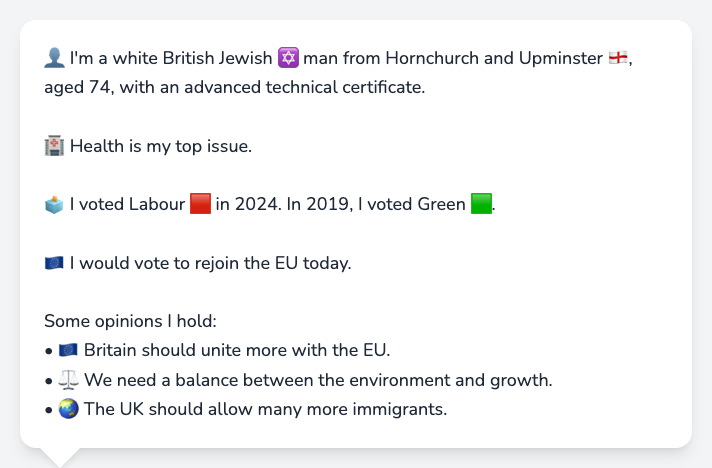 👤 I'm a white British Jewish 🔯 man from Hornchurch and Upminster 🏴󠁧󠁢󠁥󠁮󠁧󠁿,
aged 74, with an advanced technical certificate.
🏥 Health is my top issue.
🗳️ I voted Labour 🟥 in 2024. In 2019, I voted Green 🟩.
🇪🇺 I would vote to rejoin the EU today.
Some opinions I hold:
• 🇪🇺 Britain should unite more with the EU.
• ⚖️ We need a balance between the environment and growth.
• 🌏 The UK should allow many more immigrants.